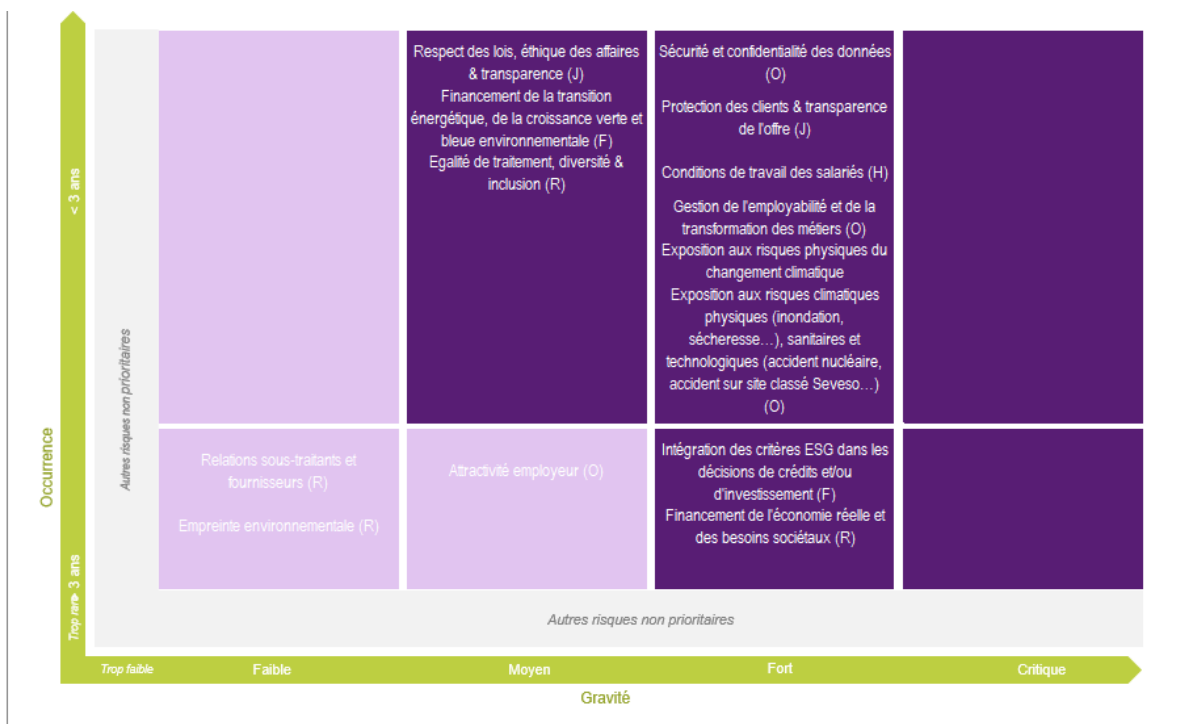 Respect des lois, éthique des affaires
& transparence (J)
Financement de la transition
énergétique, de la croissance verte et
bleue environnementale (F)
Egalité de traitement, diversité &
inclusion (R)
Sécurité et confidentialité des données
(O)
Protection des clients & transparence
de l'offre (J)
Conditions de travail des salariés (H)
Gestion de l'employabilité et de la
transformation des métiers (O)
Exposition aux risques physiques du
changement climatique
Exposition aux risques climatiques
physiques (inondation,
sécheresse…), sanitaires et
technologiques (accident nucléaire,
accident sur site classé Seveso…)
(O)
< 3 ans
Autres risques non prioritaires
Occurrence
Relations sous-traitants et
fournisseurs (R)
Empreinte environnementale (R)
Attractivité employeur (O)
Intégration des critères ESG dans les
décisions de crédits et/ou
d'investissement (F)
Financement de l'économie réelle et
des besoins sociétaux (R)
> 3 ans
Trop rare
Autres risques non prioritaires
Trop faible
Faible
Moyen
Fort
Critique
Gravité